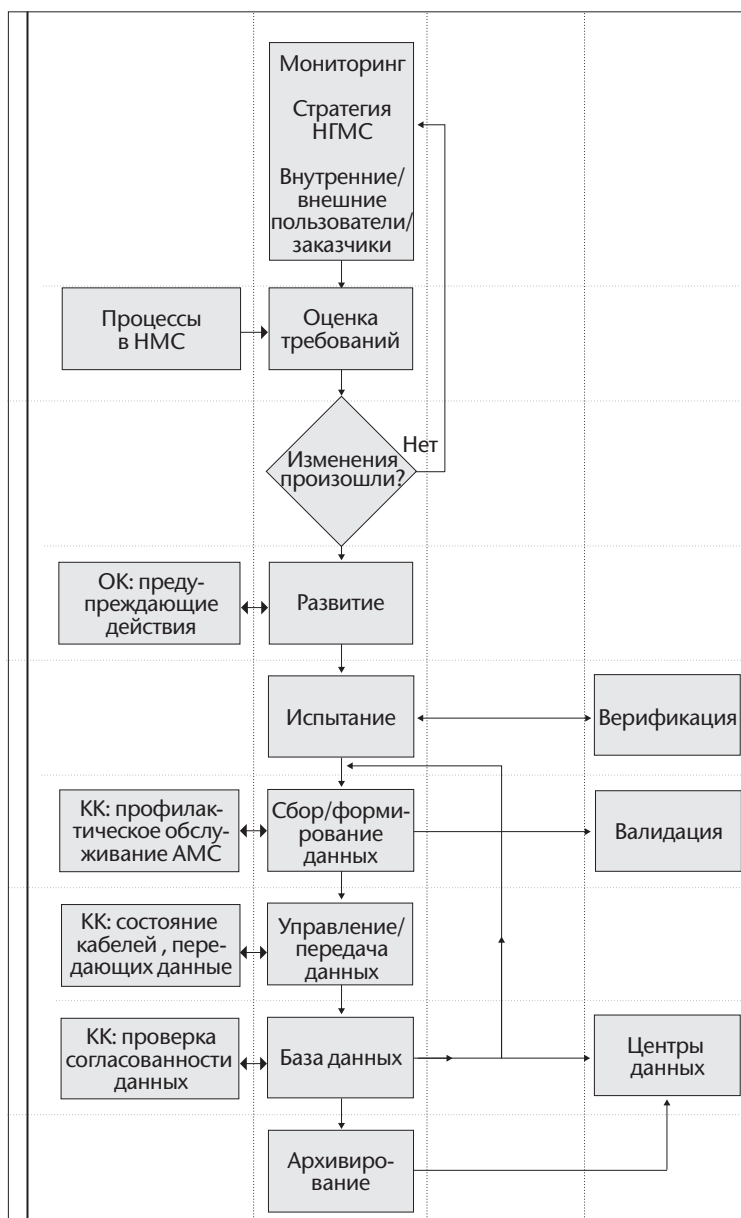 Мониторинг
Стратегия
НГМС
Внутренние/
внешние
пользователи/
заказчики
Процессы
в НМС
Оценка
требований
Нет
Изменения
произошли?
ОК: преду-
преждающие
действия
Развитие
Испытание
Верификация
КК: профилак-
тическое обслу-
живание АМС
Сбор/форми-
рование
данных
Валидация
КК: состояние
кабелей , пере-
дающих данные
Управление/
передача
данных
КК: проверка
согласованности
данных
База данных
Центры
данных
Архивиро-
вание